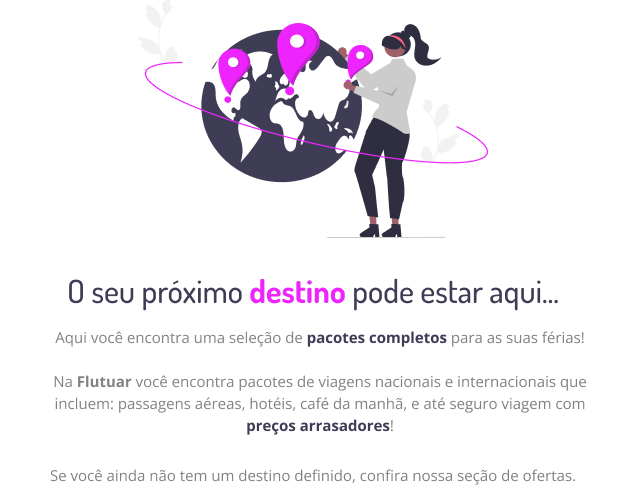 O seu próximo destino pode estar aqui...
Aqui você encontra uma seleção de pacotes completos para as suas férias!
Na Flutuar você encontra pacotes de viagens nacionais e internacionais que
incluem: passagens aéreas, hotéis, café da manhã, e até seguro viagem com
preços arrasadores!
Se você ainda não tem um destino definido, confira nossa seção de ofertas.